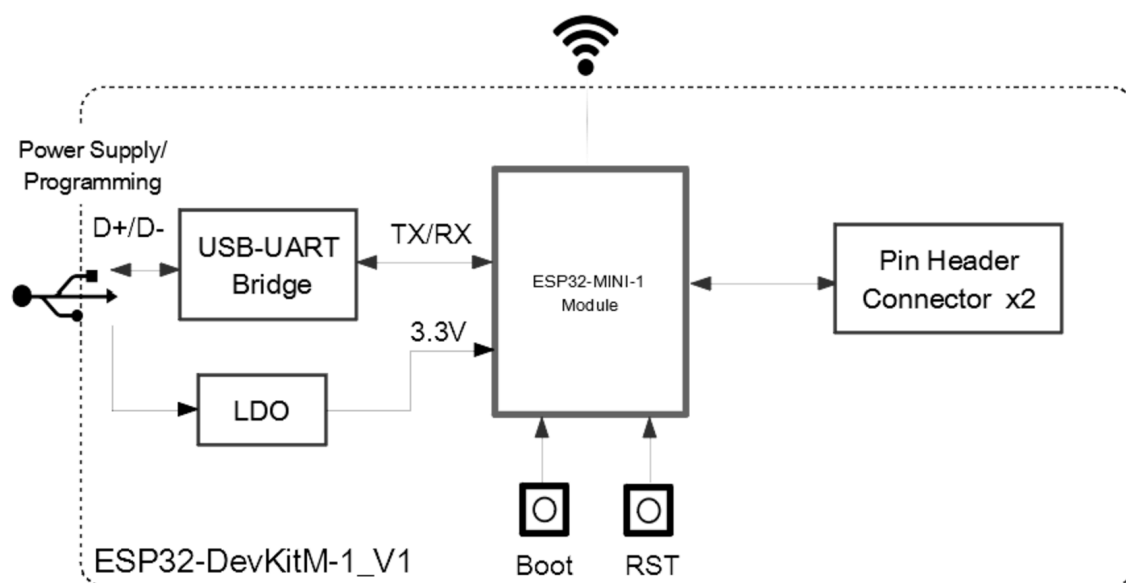 Power Supply/
Programming
D+/D-
USB-UART
Bridge
TX/RX
ESP32-MINI-1
Module
Pin Header
Connector x2
3.3V
LDO
Boot
RST
ESP32-DevKitM-1_V1